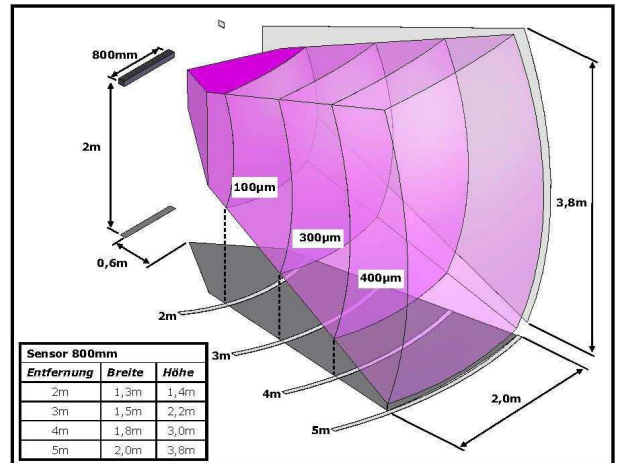 800mm
2m
0,6m
100µm
300µm
400µm
3,8m
2,0m
2m
3m
4m
5m
Sensor 800mm
Entfernung Breite Höhe
2m 1,3m 1,4m
3m 1,5m 2,2m
4m 1,8m 3,0m
5m 2,0m 3,8m